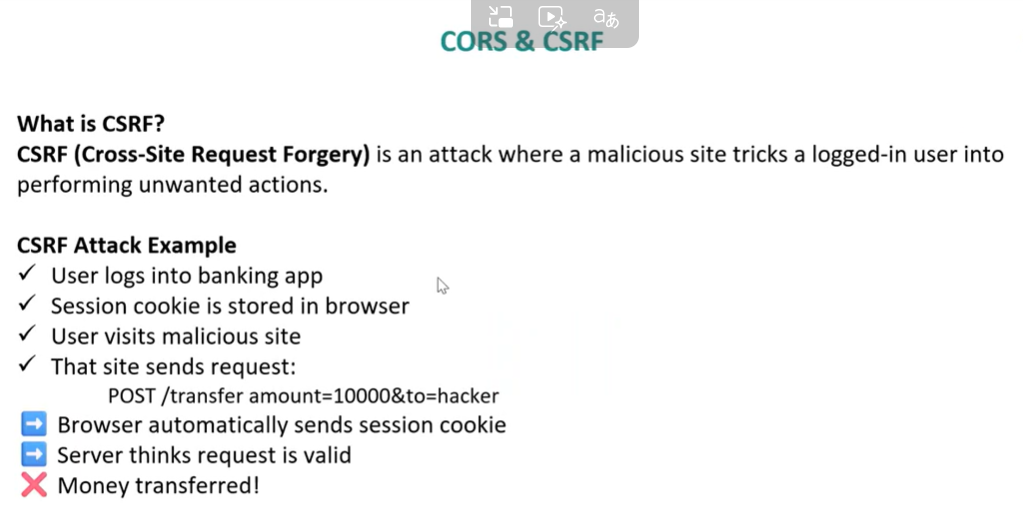 aあ
CORS & CSRF
What is CSRF?
CSRF (Cross-Site Request Forgery) is an attack where a malicious site tricks a logged-in user into
performing unwanted actions.
CSRF Attack Example
✓ User logs into banking app
✓ Session cookie is stored in browser
✓ User visits malicious site
✓ That site sends request:
POST /transfer amount=10000&to=hacker
➡ Browser automatically sends session cookie
➡ Server thinks request is valid
❌ Money transferred!